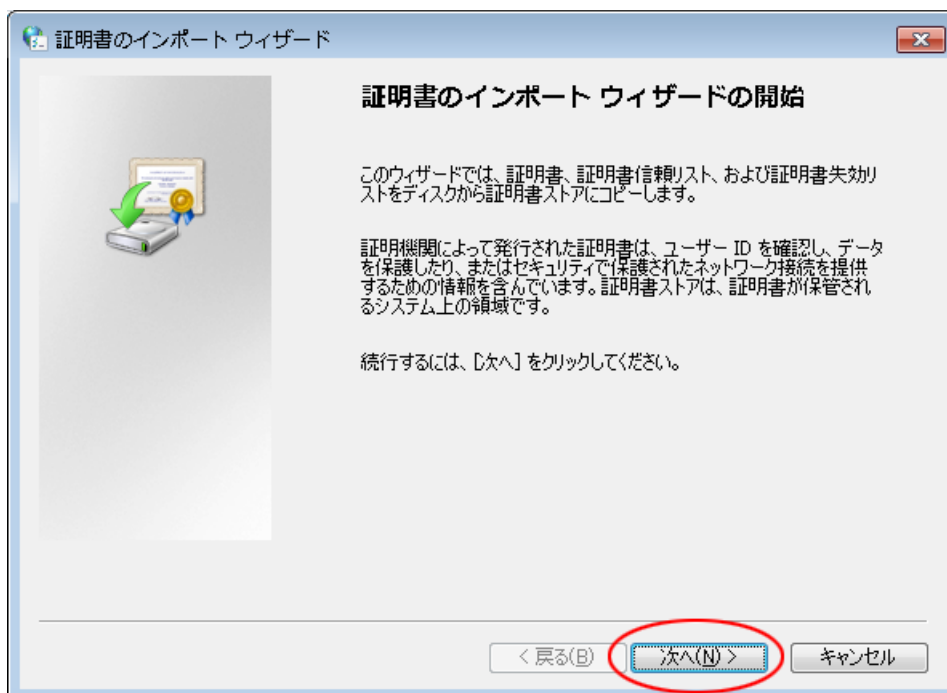 証明書のインポート ウィザード
証明書のインポート ウィザードの開始
このウィザードでは、証明書、証明書信頼リスト、および証明書失効リ
ストをディスクから証明書ストアにコピーします。
証明機関によって発行された証明書は、ユーザー ID を確認し、データ
を保護したり、またはセキュリティで保護されたネットワーク接続を提供
するための情報を含んでいます。証明書ストアは、証明書が保管され
るシステム上の領域です。
続行するには、[次へ] をクリックしてください。
< 戻る(B)
次へ(N) >
キャンセル